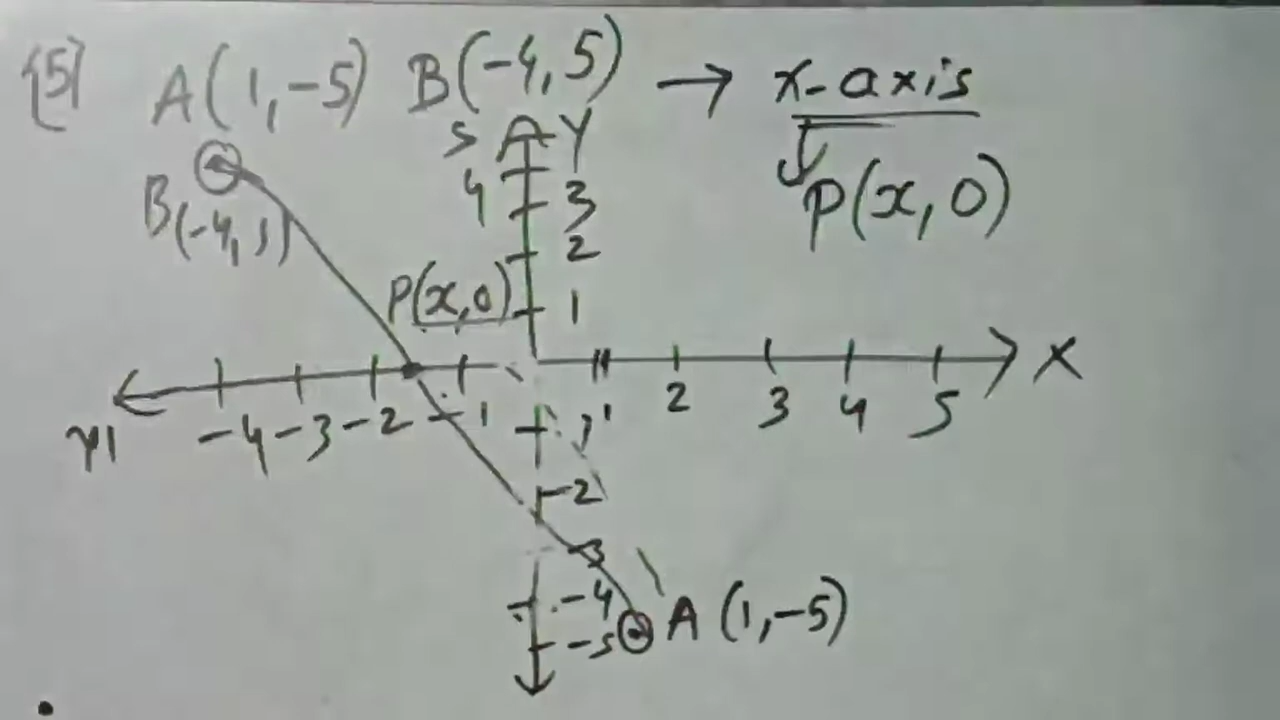 {5} A(1,-5) B(-4,5) → x-axis
5 Y
P(x,0)
4 3
B(-4,5)
2
P(x,0) 1
X
-4 -3 -2 -1 1 2 3 4 5
-2
-3
-4
-5 A(1,-5)